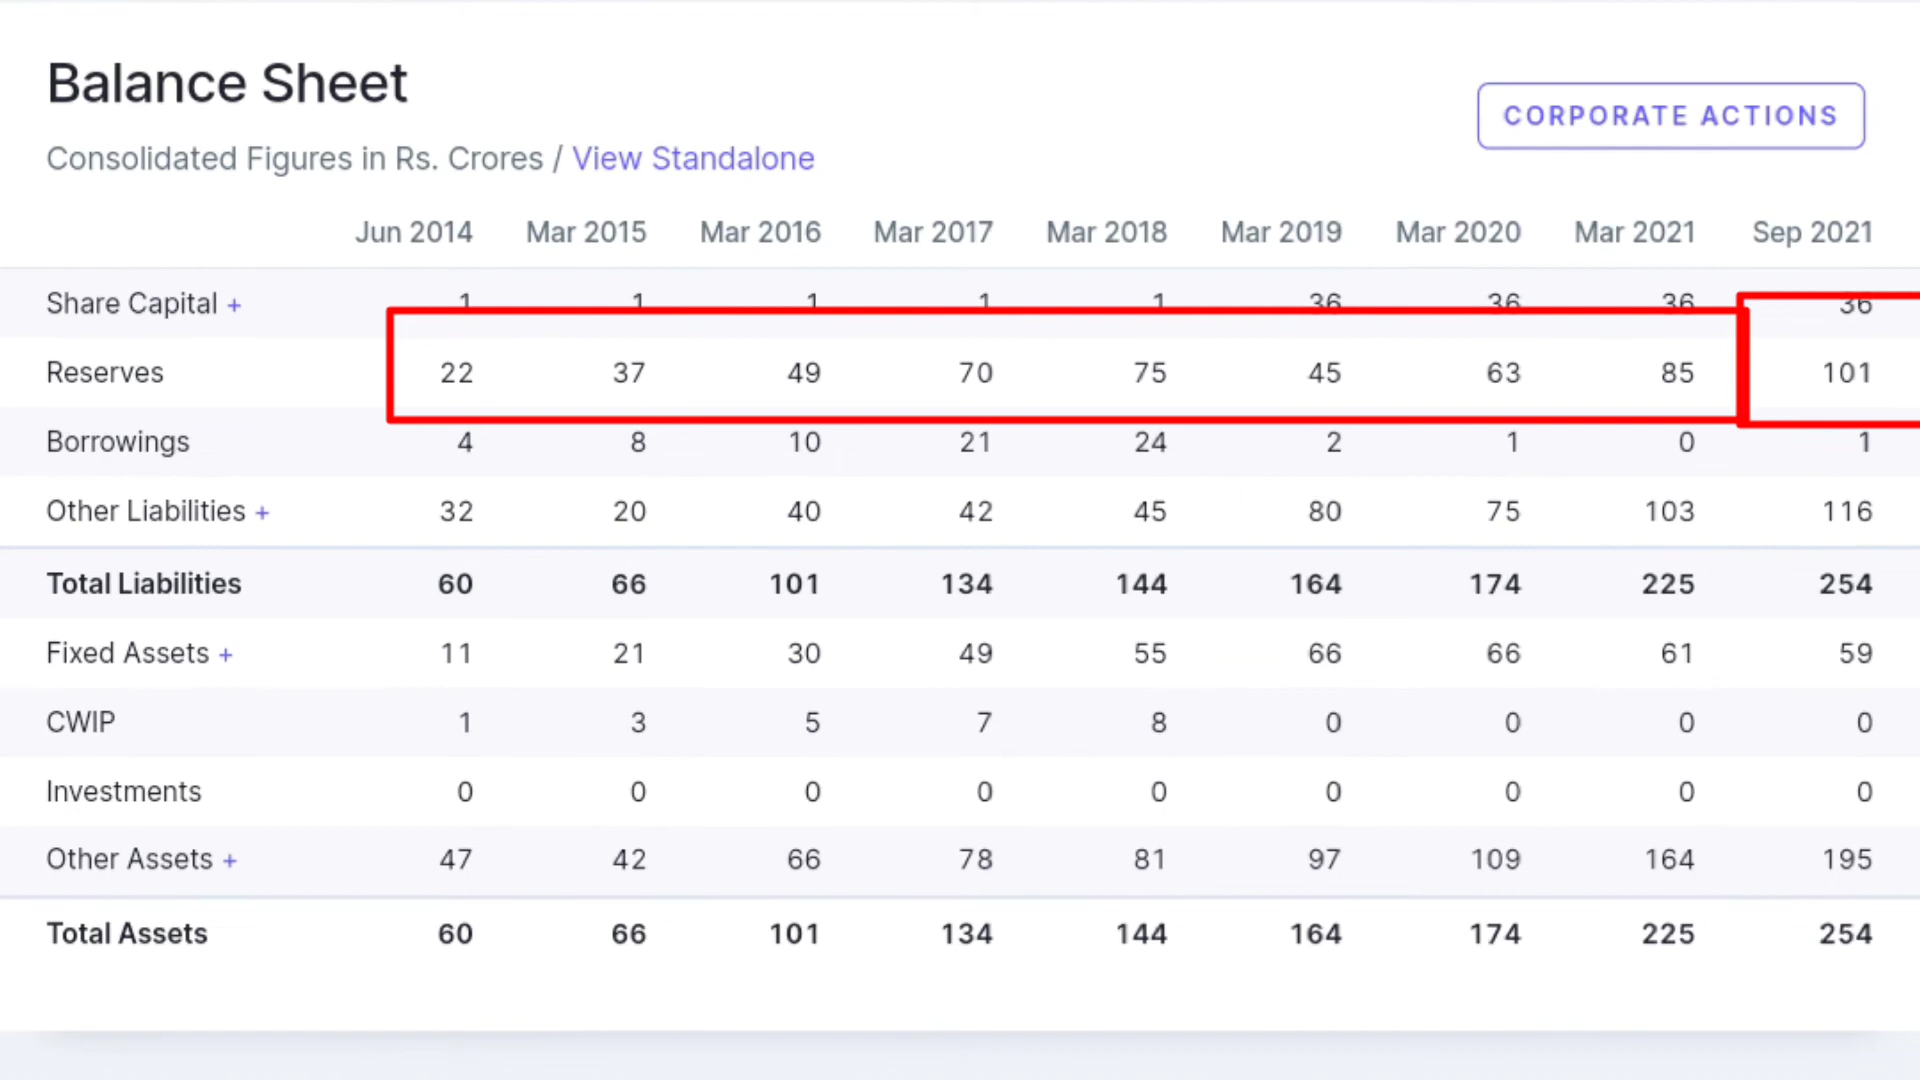 Balance Sheet
CORPORATE ACTIONS
Consolidated Figures in Rs. Crores / View Standalone
Jun 2014 Mar 2015 Mar 2016 Mar 2017 Mar 2018 Mar 2019 Mar 2020 Mar 2021 Sep 2021
Share Capital + 1 1 1 1 1 36 36 36 36
Reserves 22 37 49 70 75 45 63 85 101
Borrowings 4 8 10 21 24 2 1 0 1
Other Liabilities + 32 20 40 42 45 80 75 103 116
Total Liabilities 60 66 101 134 144 164 174 225 254
Fixed Assets + 11 21 30 49 55 66 66 61 59
CWIP 1 3 5 7 8 0 0 0 0
Investments 0 0 0 0 0 0 0 0 0
Other Assets + 47 42 66 78 81 97 109 164 195
Total Assets 60 66 101 134 144 164 174 225 254